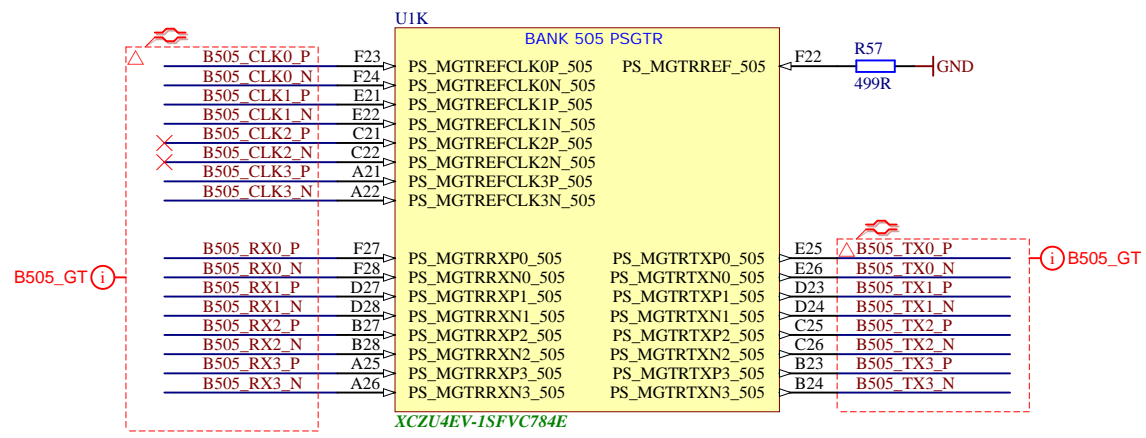 U1K
BANK 505 PSGTR
B505_CLK0_P F23 PS_MGTREFCLK0P_505 PS_MGTRREF_505 F22 R57 499R GND
B505_CLK0_N F24 PS_MGTREFCLK0N_505
B505_CLK1_P E21 PS_MGTREFCLK1P_505
B505_CLK1_N E22 PS_MGTREFCLK1N_505
B505_CLK2_P C21 PS_MGTREFCLK2P_505
B505_CLK2_N C22 PS_MGTREFCLK2N_505
B505_CLK3_P A21 PS_MGTREFCLK3P_505
B505_CLK3_N A22 PS_MGTREFCLK3N_505
B505_RX0_P F27 PS_MGTRRXP0_505 PS_MGTRTXP0_505 E25 B505_TX0_P
B505_GT i B505_RX0_N F28 PS_MGTRRXN0_505 PS_MGTRTXN0_505 E26 B505_TX0_N i B505_GT
B505_RX1_P D27 PS_MGTRRXP1_505 PS_MGTRTXP1_505 D23 B505_TX1_P
B505_RX1_N D28 PS_MGTRRXN1_505 PS_MGTRTXN1_505 D24 B505_TX1_N
B505_RX2_P B27 PS_MGTRRXP2_505 PS_MGTRTXP2_505 C25 B505_TX2_P
B505_RX2_N B28 PS_MGTRRXN2_505 PS_MGTRTXN2_505 C26 B505_TX2_N
B505_RX3_P A25 PS_MGTRRXP3_505 PS_MGTRTXP3_505 B23 B505_TX3_P
B505_RX3_N A26 PS_MGTRRXN3_505 PS_MGTRTXN3_505 B24 B505_TX3_N
XCZU4EV-1SFVC784E